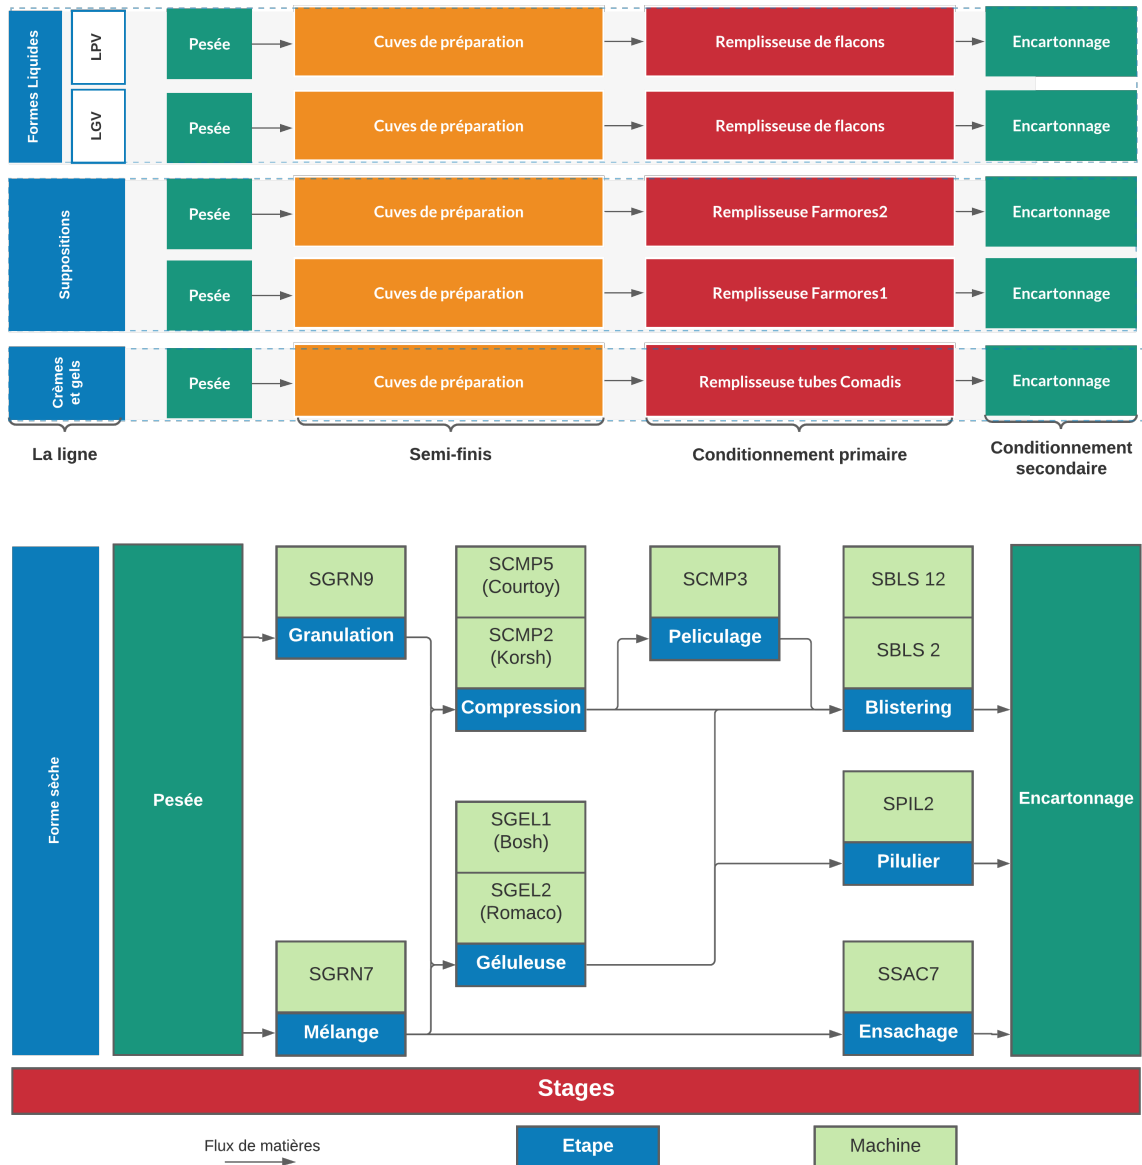 Formes Liquides
LPV
Pesée
Cuves de préparation
Remplisseuse de flacons
Encartonnage
LGV
Pesée
Cuves de préparation
Remplisseuse de flacons
Encartonnage
Suppositions
Pesée
Cuves de préparation
Remplisseuse Farmores2
Encartonnage
Pesée
Cuves de préparation
Remplisseuse Farmores1
Encartonnage
Crèmes
et gels
Pesée
Cuves de préparation
Remplisseuse tubes Comadis
Encartonnage
La ligne
Semi-finis
Conditionnement primaire
Conditionnement
secondaire
Forme sèche
Pesée
SGRN9
Granulation
SCMP5
(Courtoy)
SCMP2
(Korsh)
Compression
SCMP3
Peliculage
SBLS 12
SBLS 2
Blistering
SGEL1
(Bosh)
SGEL2
(Romaco)
Géluleuse
SPIL2
Pilulier
SGRN7
Mélange
SSAC7
Ensachage
Encartonnage
Stages
Flux de matières
Etape
Machine